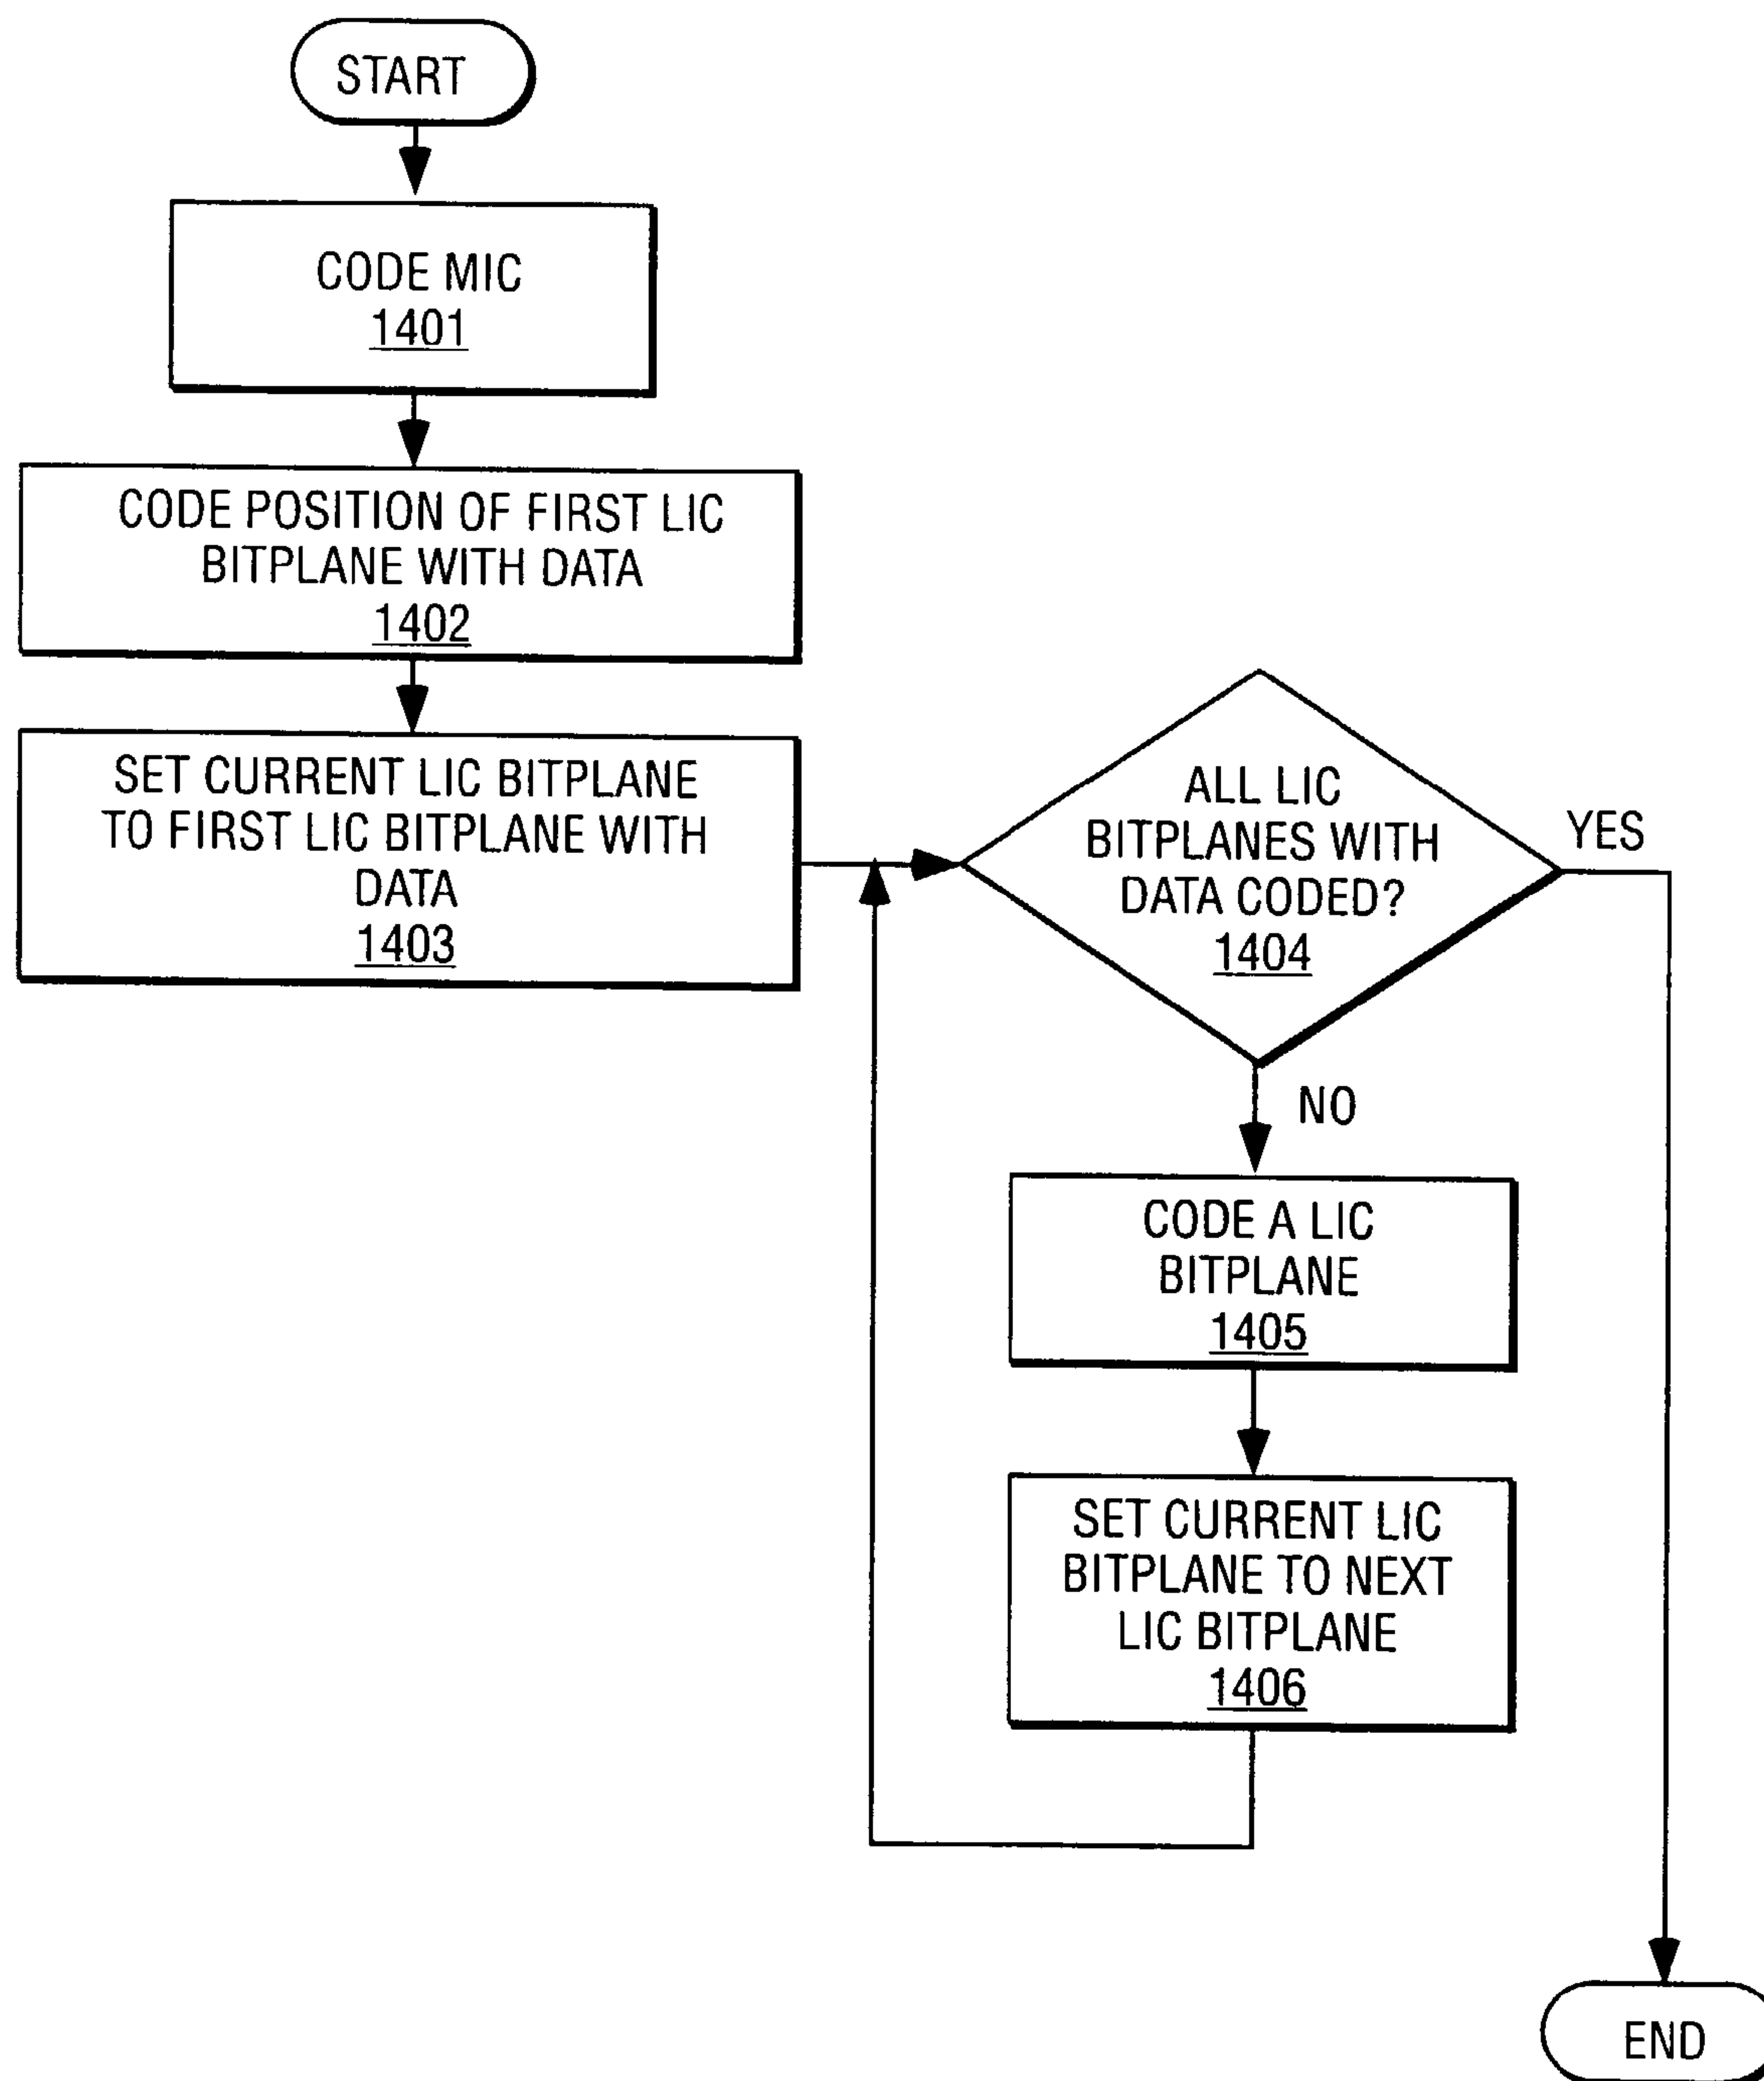 START
CODE MIC
1401
CODE POSITION OF FIRST LIC
BITPLANE WITH DATA
1402
SET CURRENT LIC BITPLANE
TO FIRST LIC BITPLANE WITH
DATA
1403
ALL LIC
BITPLANES WITH
DATA CODED?
1404
YES
NO
CODE A LIC
BITPLANE
1405
SET CURRENT LIC
BITPLANE TO NEXT
LIC BITPLANE
1406
END